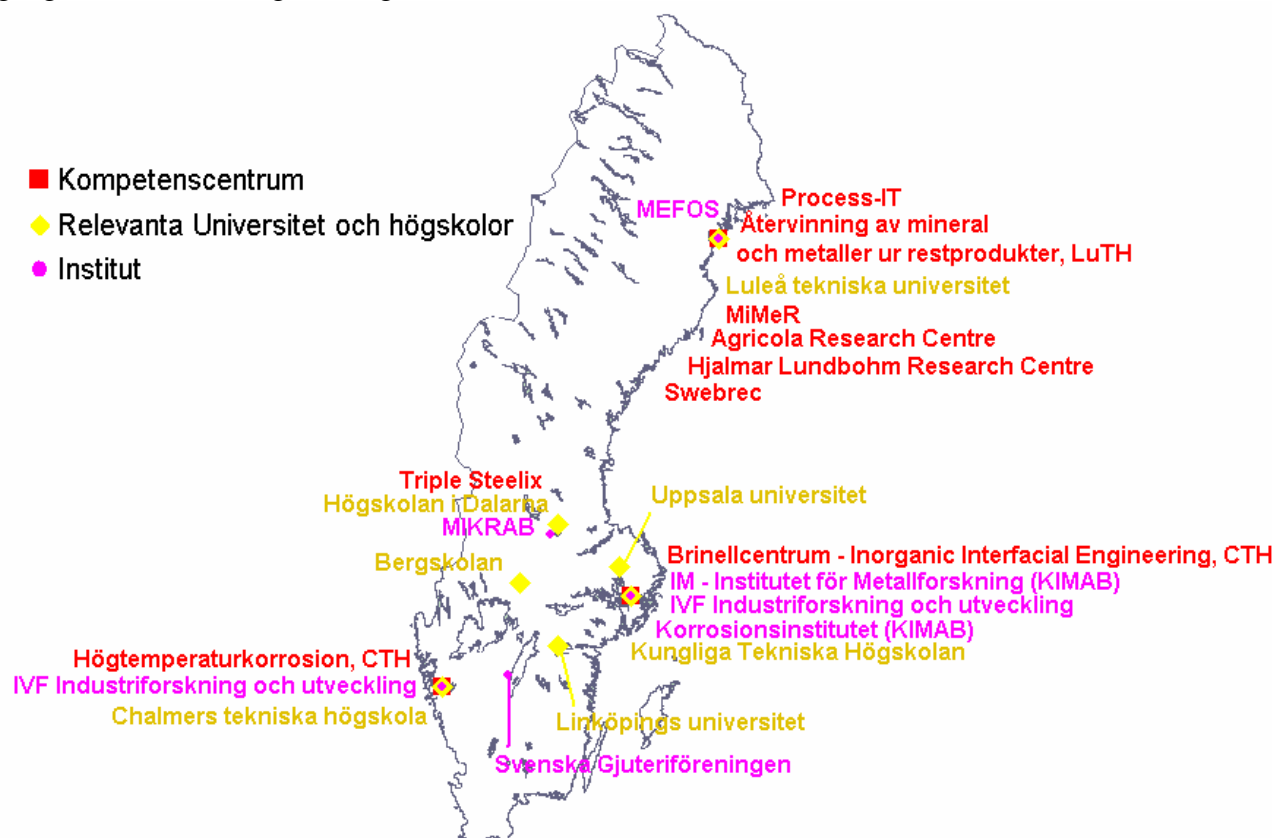 Kompetenscentrum
Relevanta Universitet och högskolor
Institut
Process-IT
MEFOS
Återvinning av mineral
och metaller ur restprodukter, LuTH
Luleå tekniska universitet
MiMeR
Agricola Research Centre
Hjalmar Lundbohm Research Centre
Swebrec
Triple Steelix
Högskolan i Dalarna
MIKRAB
Uppsala universitet
Bergskolan
Brinellcentrum - Inorganic Interfacial Engineering, CTH
IM - Institutet för Metallforskning (KIMAB)
IVF Industriforskning och utveckling
Korrosionsinstitutet (KIMAB)
Kungliga Tekniska Högskolan
Högtemperaturkorrosion, CTH
IVF Industriforskning och utveckling
Chalmers tekniska högskola
Linköpings universitet
Svenska Gjuteriföreningen